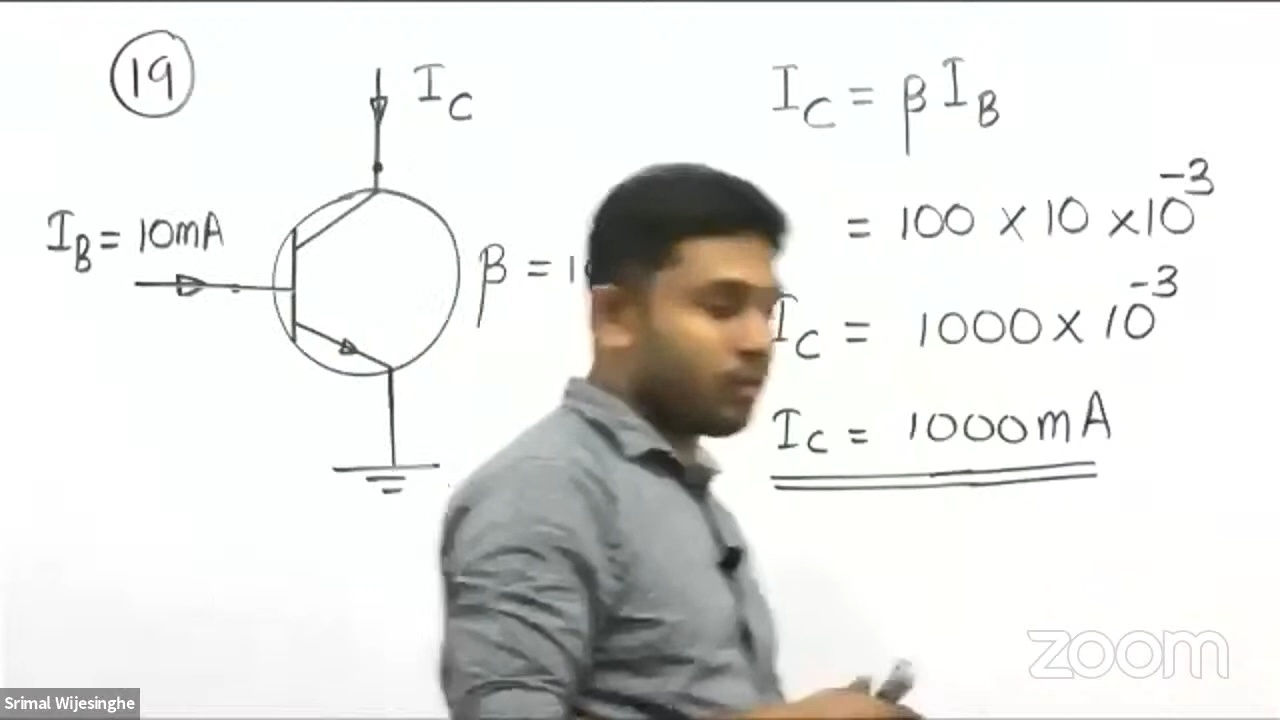 19
I_C
I_B = 10mA
β = 1
I_C = β I_B
= 100 × 10 × 10⁻³
I_C = 1000 × 10⁻³
I_C = 1000mA
zoom
Srimal Wijesinghe